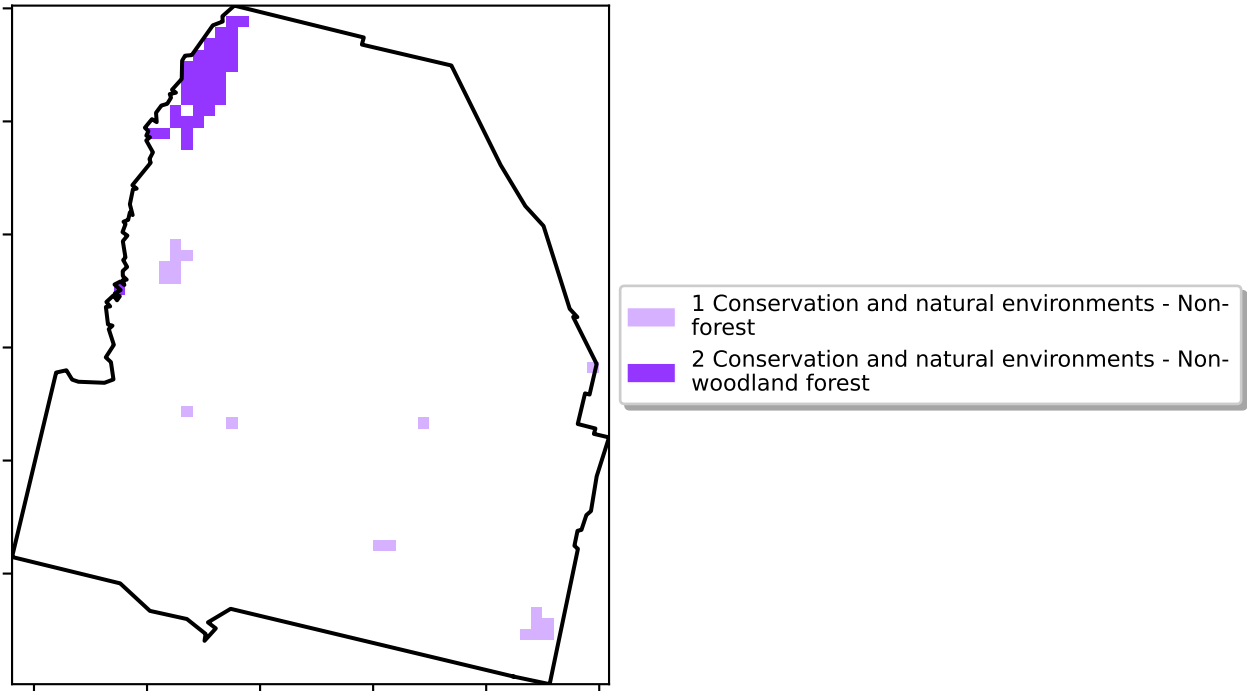 1 Conservation and natural environments - Non-
forest
2 Conservation and natural environments - Non-
woodland forest